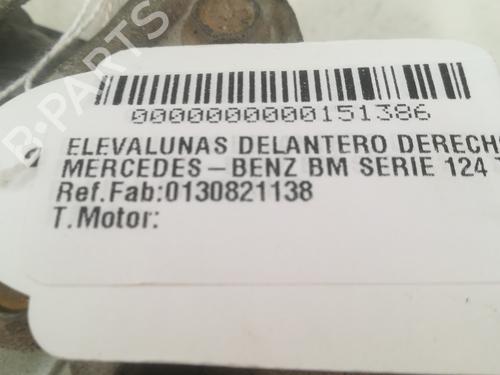 B-PARTS
0000000000151386
ELEVALUNAS DELANTERO DERECH
MERCEDES-BENZ BM SERIE 124
Ref.Fab:0130821138
T.Motor: